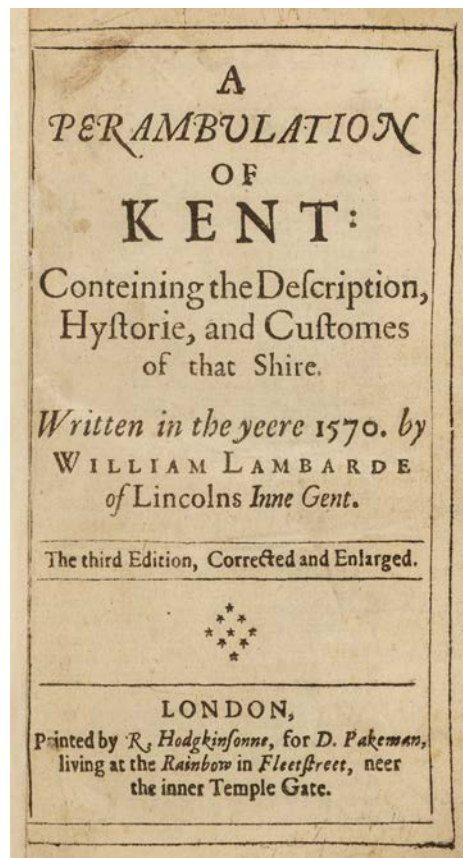 A
PERAMBULATION
OF
KENT:
Conteining the Deſcription,
Hyſtorie, and Cuſtomes
of that Shire.
Written in the yeere 1570. by
WILLIAM LAMBARDE
of Lincolns Inne Gent.
The third Edition, Corrected and Enlarged.
LONDON,
Printed by R, Hodgkinſonne, for D. Pakeman,
living at the Rainbow in Fleetſtreet, neer
the inner Temple Gate.